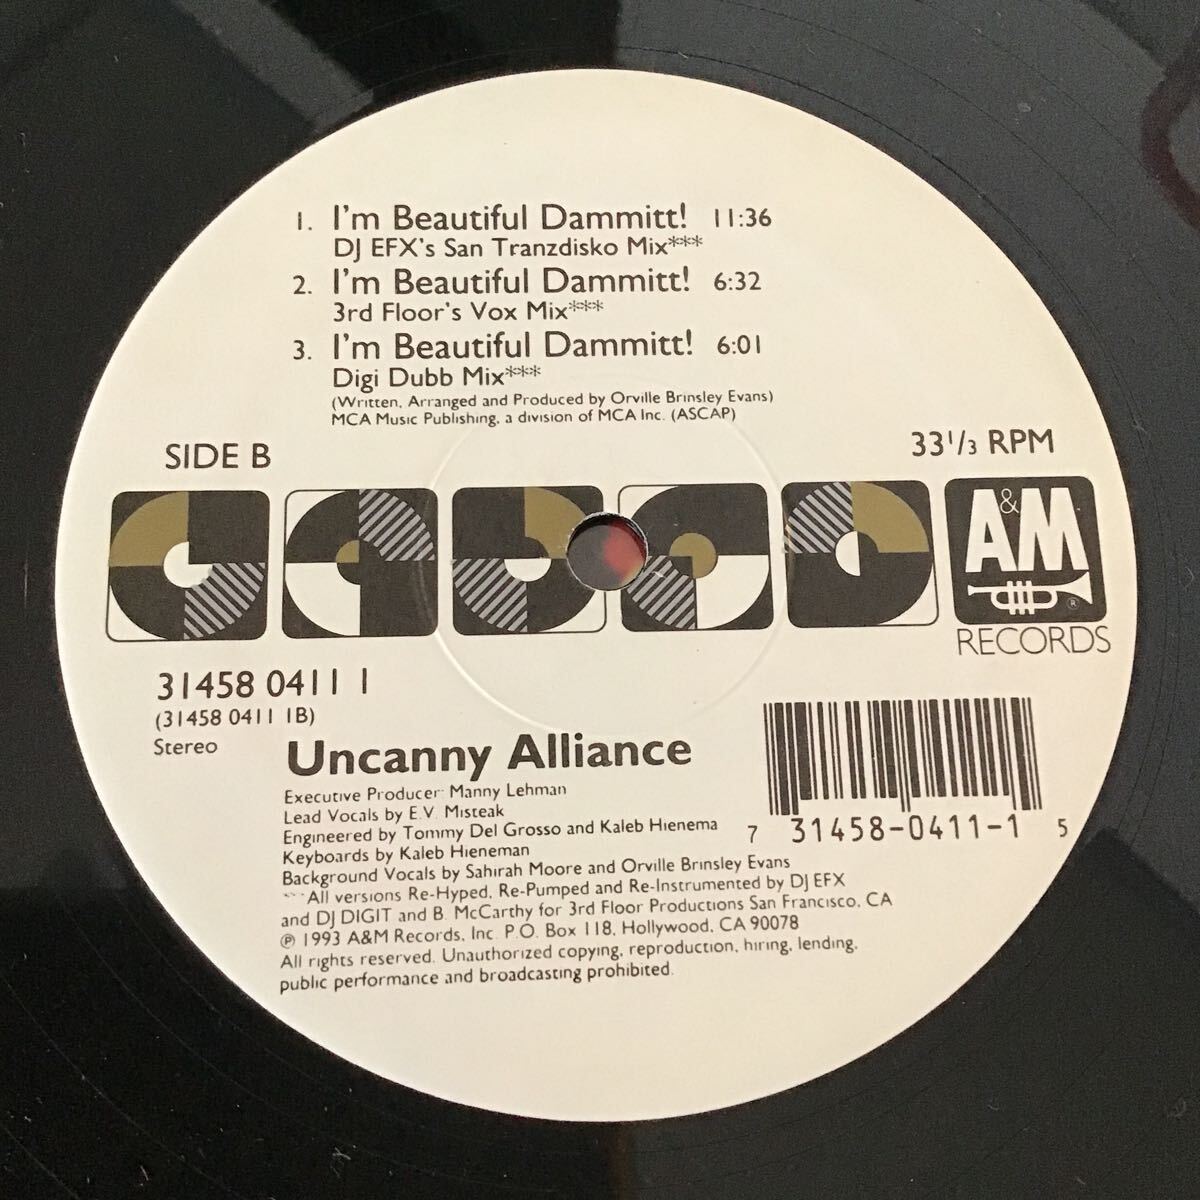 1. I'm Beautiful Dammitt! 11:36
DJ EFX's San Tranzdisko Mix***
2. I'm Beautiful Dammitt! 6:32
3rd Floor's Vox Mix***
3. I'm Beautiful Dammitt! 6:01
Digi Dubb Mix***
(Written, Arranged and Produced by Orville Brinsley Evans)
MCA Music Publishing, a division of MCA Inc. (ASCAP)
SIDE B
33 1/3 RPM
A&M
®
RECORDS
31458 0411 1
(31458 0411 1B)
Stereo
Uncanny Alliance
Executive Producer: Manny Lehman
Lead Vocals by E.V. Misteak
Engineered by Tommy Del Grosso and Kaleb Hienema
Keyboards by Kaleb Hieneman
Background Vocals by Sahirah Moore and Orville Brinsley Evans
***All versions Re-Hyped, Re-Pumped and Re-Instrumented by DJ EFX
and DJ DIGIT and B. McCarthy for 3rd Floor Productions San Francisco, CA
℗ 1993 A&M Records, Inc. P.O. Box 118, Hollywood, CA 90078
All rights reserved. Unauthorized copying, reproduction, hiring, lending,
public performance and broadcasting prohibited.
7 31458-0411-1 5